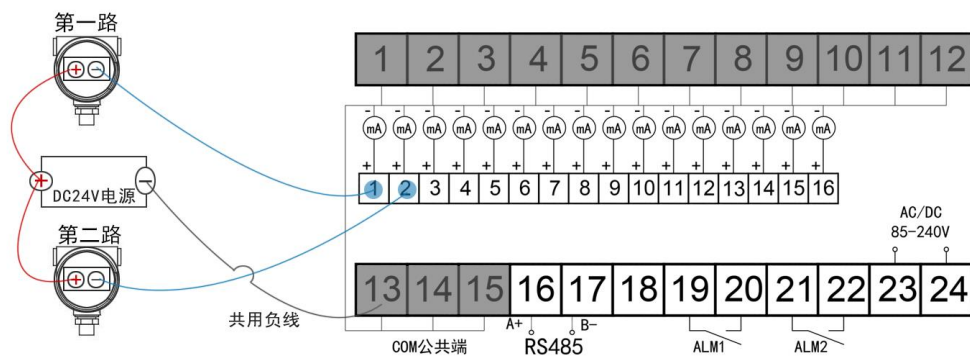 第一路
+ −
1 2 3 4 5 6 7 8 9 10 11 12
- - - - - - - - - - - - - - - -
mA mA mA mA mA mA mA mA mA mA mA mA mA mA mA mA
+ + + + + + + + + + + + + + + +
1 2 3 4 5 6 7 8 9 10 11 12 13 14 15 16
+ −
DC24V电源
第二路
+ −
AC/DC
85-240V
13 14 15 16 17 18 19 20 21 22 23 24
共用负线
A+ B-
COM公共端 RS485 ALM1 ALM2